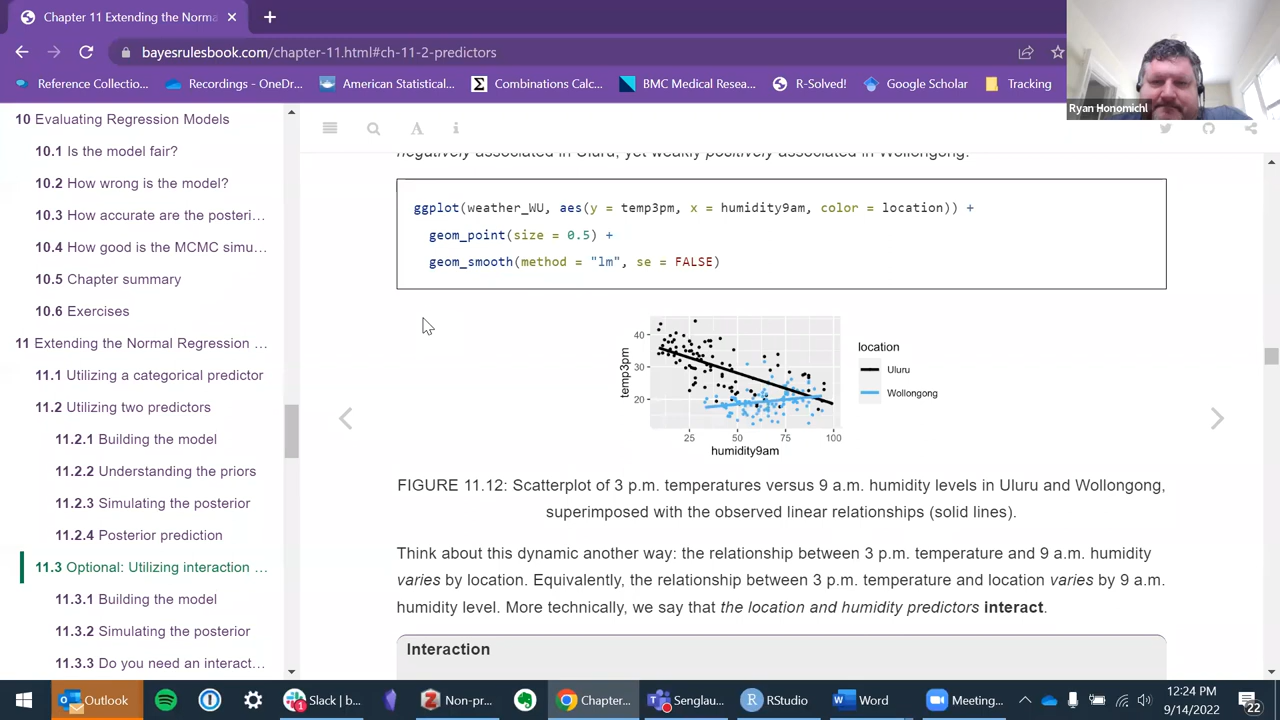 Chapter 11 Extending the Norma
bayesrulesbook.com/chapter-11.html#ch-11-2-predictors
Reference Collection...
Recordings - OneDr...
American Statistical...
Combinations Calc...
BMC Medical Resea...
R-Solved!
Google Scholar
Tracking
Ryan Honomichl
10 Evaluating Regression Models
10.1 Is the model fair?
10.2 How wrong is the model?
10.3 How accurate are the posteri...
10.4 How good is the MCMC simu...
10.5 Chapter summary
10.6 Exercises
11 Extending the Normal Regression ...
11.1 Utilizing a categorical predictor
11.2 Utilizing two predictors
11.2.1 Building the model
11.2.2 Understanding the priors
11.2.3 Simulating the posterior
11.2.4 Posterior prediction
11.3 Optional: Utilizing interaction ...
11.3.1 Building the model
11.3.2 Simulating the posterior
11.3.3 Do you need an interact...
negatively associated in Uluru, yet weakly positively associated in Wollongong.
ggplot(weather_WU, aes(y = temp3pm, x = humidity9am, color = location)) +
geom_point(size = 0.5) +
geom_smooth(method = "lm", se = FALSE)
40
30
20
temp3pm
25 50 75 100
humidity9am
location
Uluru
Wollongong
FIGURE 11.12: Scatterplot of 3 p.m. temperatures versus 9 a.m. humidity levels in Uluru and Wollongong,
superimposed with the observed linear relationships (solid lines).
Think about this dynamic another way: the relationship between 3 p.m. temperature and 9 a.m. humidity
varies by location. Equivalently, the relationship between 3 p.m. temperature and location varies by 9 a.m.
humidity level. More technically, we say that the location and humidity predictors interact.
Interaction
Outlook
1
Slack | b...
Non-pr...
Chapter...
Senglau...
RStudio
Word
Meeting...
12:24 PM
9/14/2022
22